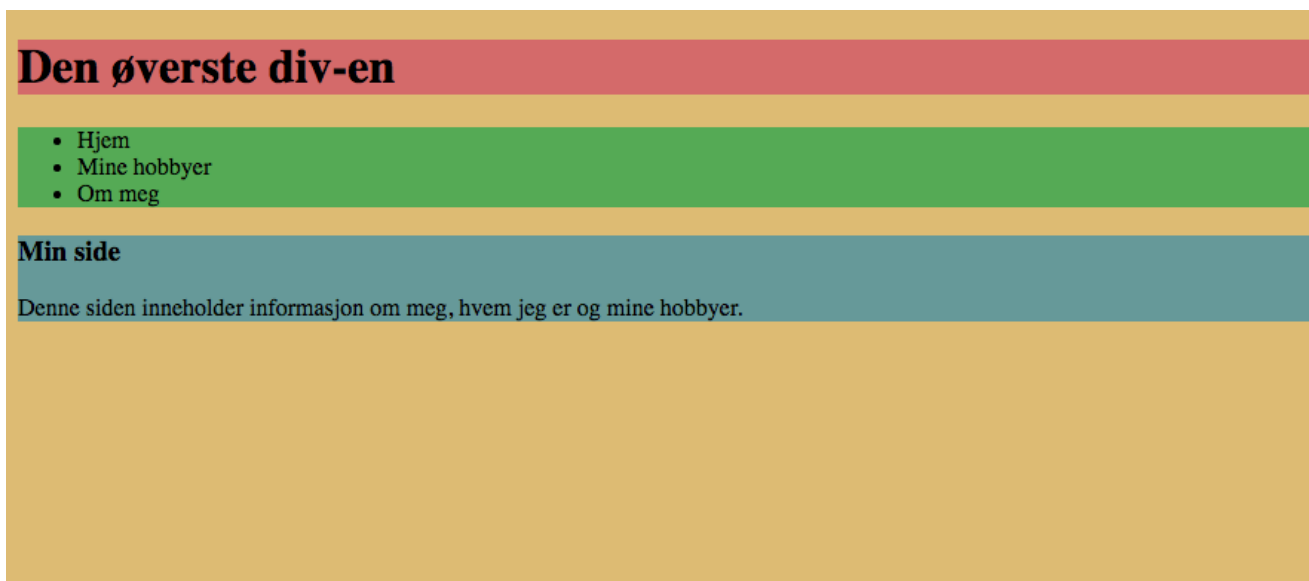 Den øverste div-en
Hjem
Mine hobbyer
Om meg
Min side
Denne siden inneholder informasjon om meg, hvem jeg er og mine hobbyer.